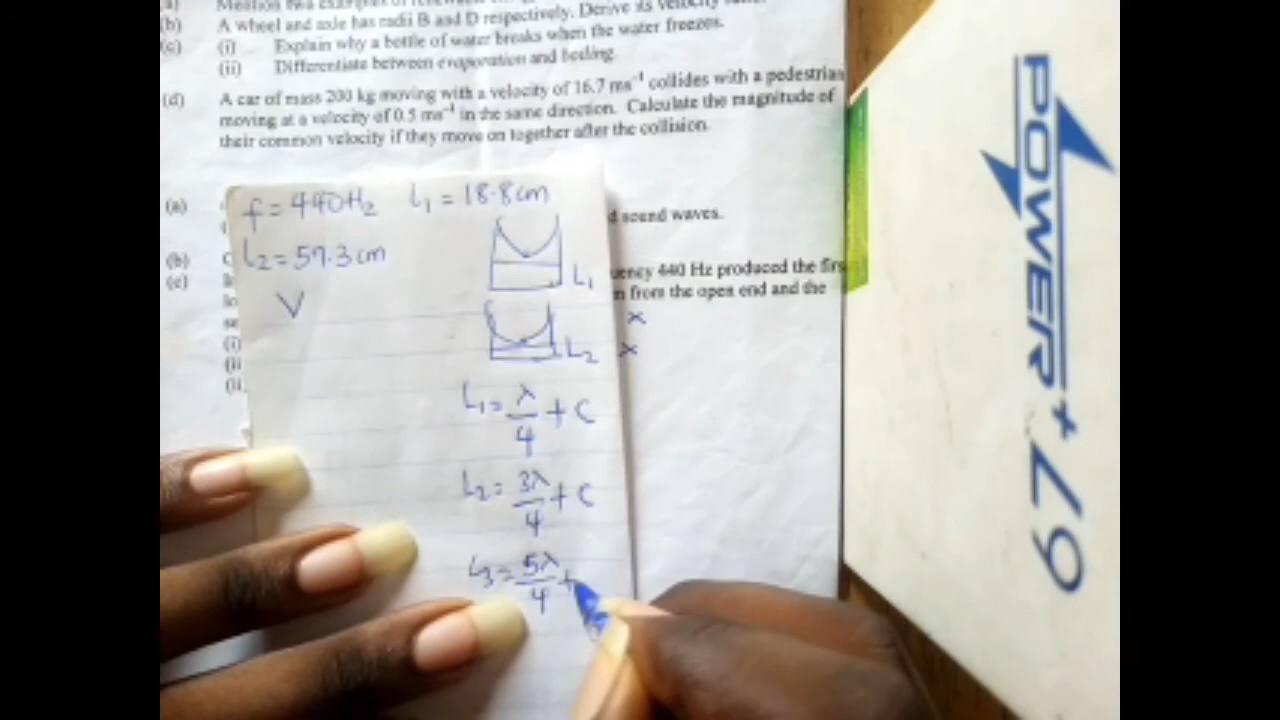 (b) A wheel and axle has radii B and D respectively. Derive its velocity
(c) (i) Explain why a bottle of water breaks when the water freezes.
(ii) Differentiate between evaporation and boiling.
(d) A car of mass 200 kg moving with a velocity of 16.7 ms⁻¹ collides with a pedestrian
moving at a velocity of 0.5 ms⁻¹ in the same direction. Calculate the magnitude of
their common velocity if they move on together after the collision.
(a)
d sound waves.
(b)
(c)
uency 440 Hz produced the firs
from the open end and the
se
(i)
(ii
(ii
f = 440Hz L₁ = 18.8cm
L₂ = 57.3cm
L₁
V
L₂
x
x
L₁ = λ/4 + C
L₂ = 3λ/4 + C
L₃ = 5λ/4 +
POWER+ L79